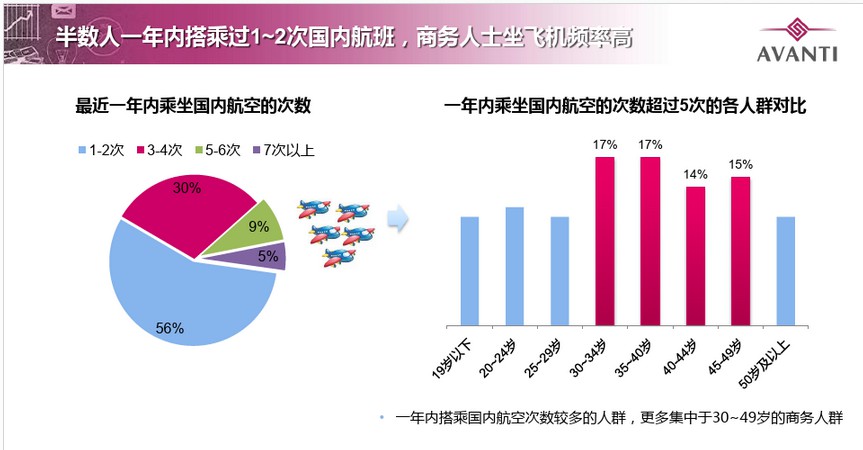 半数人一年内搭乘过1~2次国内航班，商务人士坐飞机频率高
AVANTI
最近一年内乘坐国内航空的次数
1-2次 3-4次 5-6次 7次以上
30%
9%
5%
56%
一年内乘坐国内航空的次数超过5次的各人群对比
17% 17% 14% 15%
19岁以下 20~24岁 25~29岁 30~34岁 35~40岁 40-44岁 45-49岁 50岁及以上
• 一年内搭乘国内航空次数较多的人群，更多集中于30~49岁的商务人群